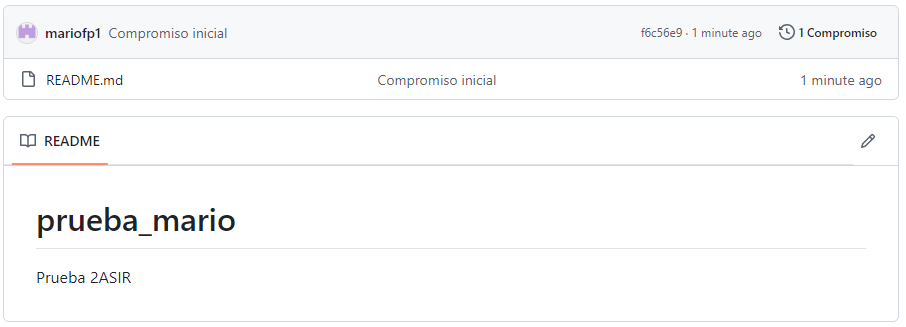 mariofp1 Compromiso inicial f6c56e9 · 1 minute ago 1 Compromiso
README.md Compromiso inicial 1 minute ago
README
prueba_mario
Prueba 2ASIR